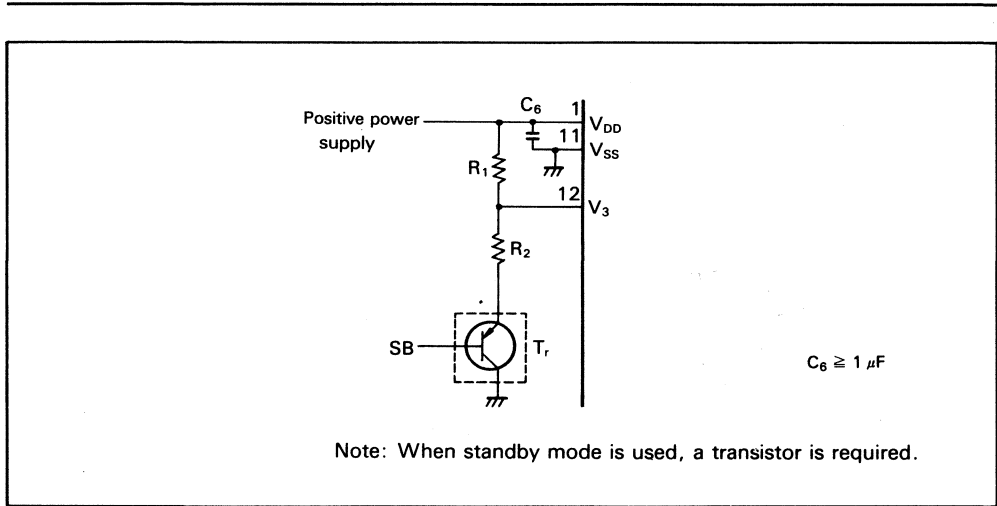 C₆
1
Positive power
supply
V_DD
11
V_SS
R₁
12
V₃
R₂
SB
T_r
C₆ ≧ 1 μF
Note: When standby mode is used, a transistor is required.